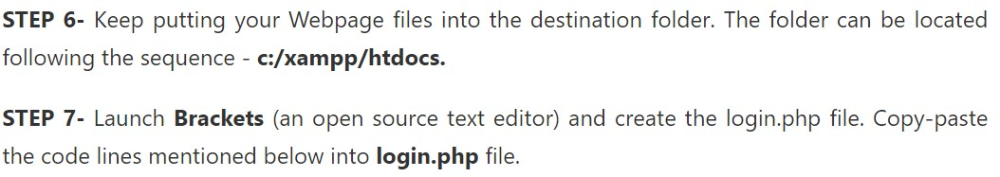 STEP 6- Keep putting your Webpage files into the destination folder. The folder can be located
following the sequence - c:/xampp/htdocs.
STEP 7- Launch Brackets (an open source text editor) and create the login.php file. Copy-paste
the code lines mentioned below into login.php file.